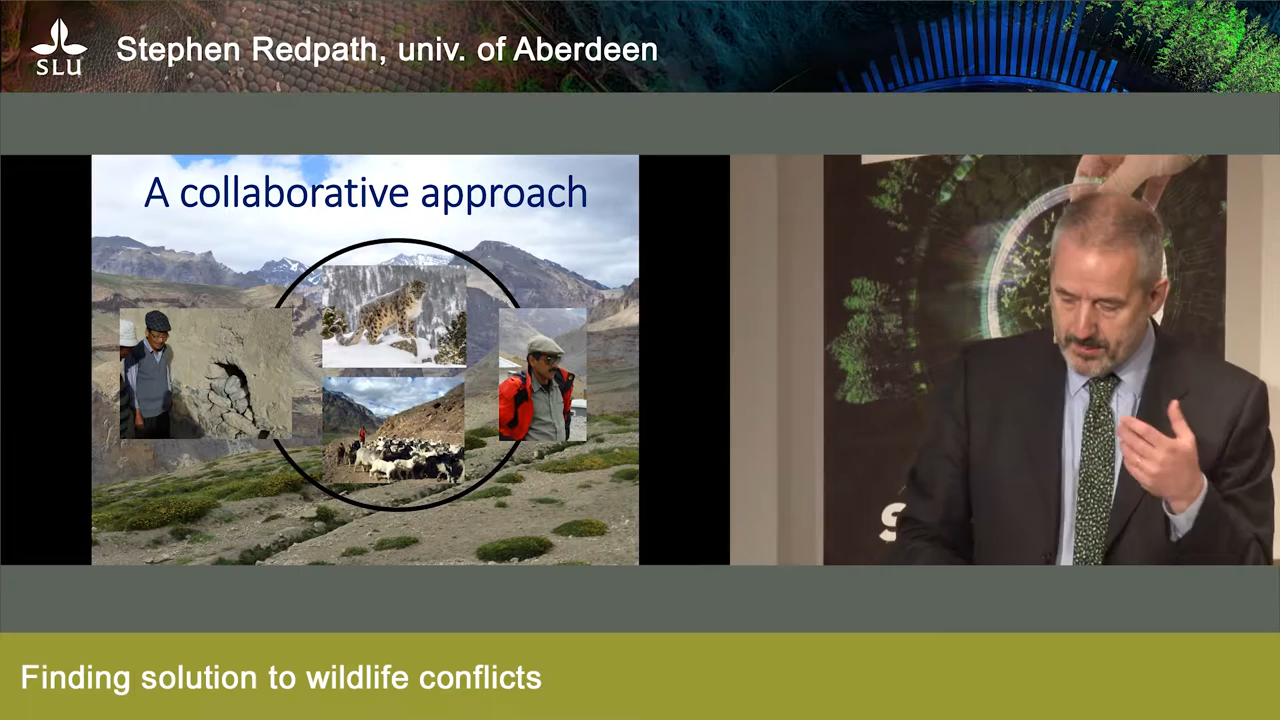 SLU
Stephen Redpath, univ. of Aberdeen
A collaborative approach
Finding solution to wildlife conflicts